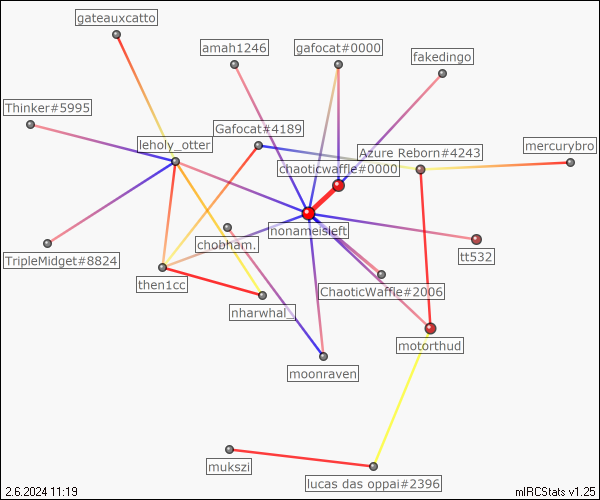 gateauxcatto
amah1246
gafocat#0000
fakedingo
Thinker#5995
Gafocat#4189
leholy_otter
Azure Reborn#4243
mercurybro
chaoticwaffle#0000
nonameisleft
chobham.
tt532
TripleMidget#8824
then1cc
ChaoticWaffle#2006
nharwhal_
motorthud
moonraven
mukszi
lucas das oppai#2396
2.6.2024 11:19
mIRCStats v1.25